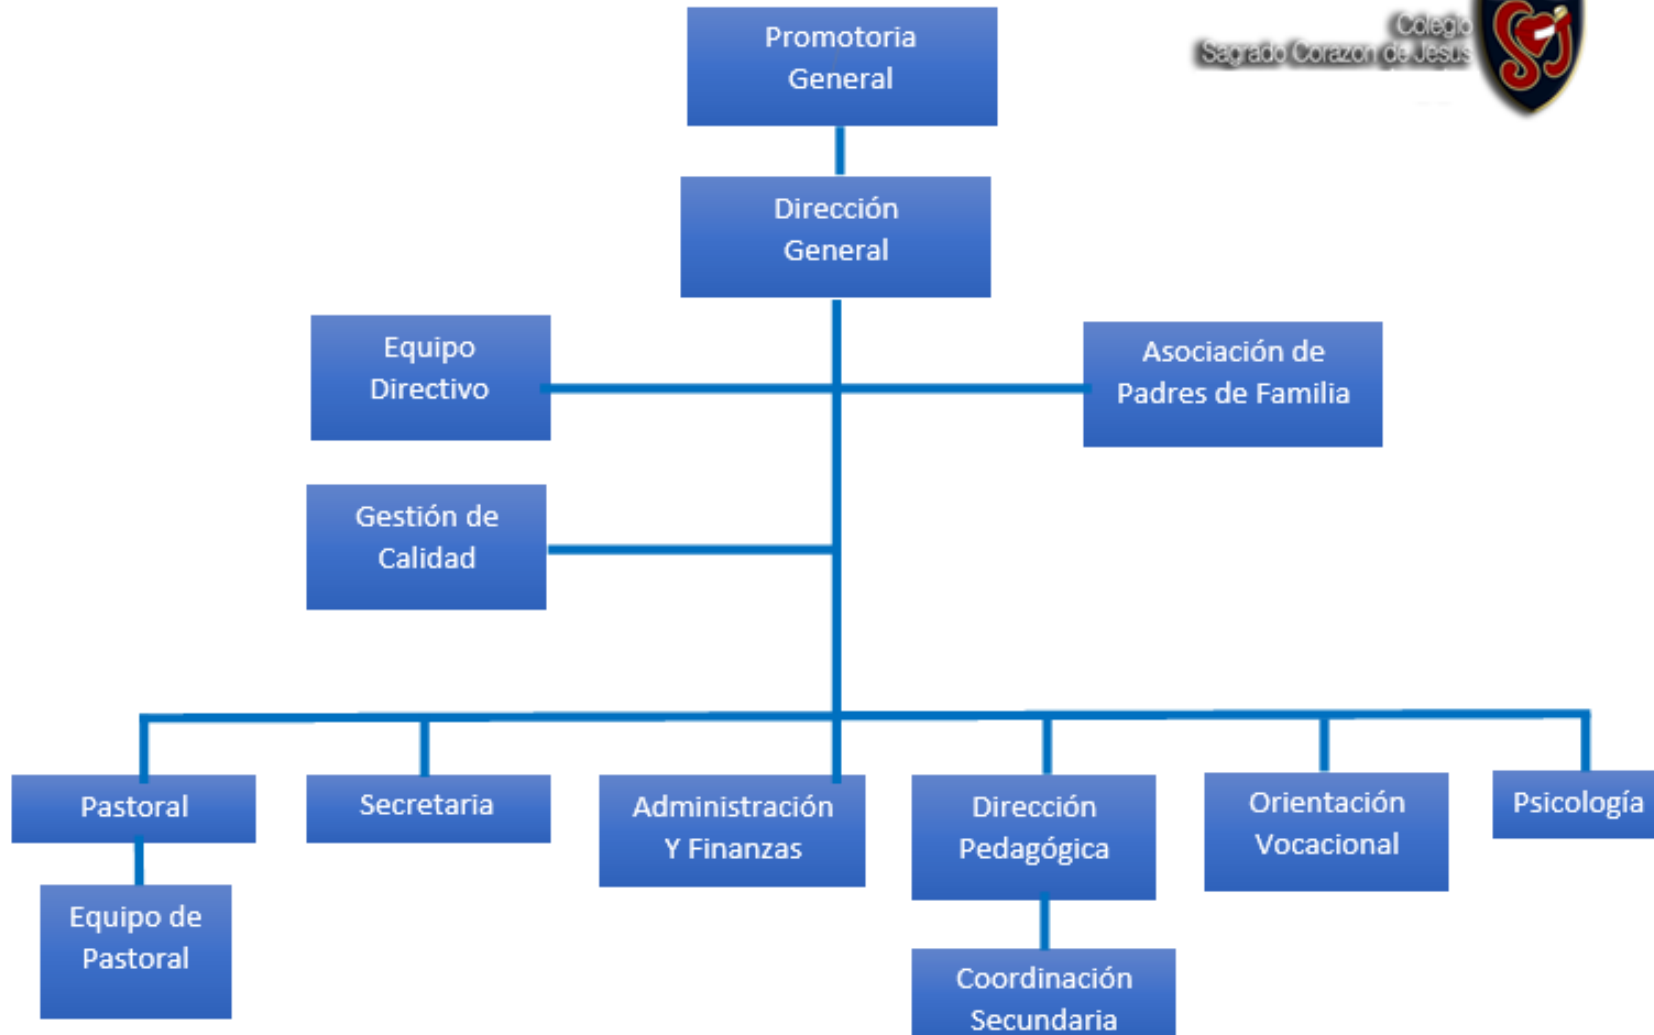 Promotoria
General
Colegio
Sagrado Corazon de Jesús
Dirección
General
Equipo
Directivo
Asociación de
Padres de Familia
Gestión de
Calidad
Pastoral
Secretaria
Administración
Y Finanzas
Dirección
Pedagógica
Orientación
Vocacional
Psicología
Equipo de
Pastoral
Coordinación
Secundaria